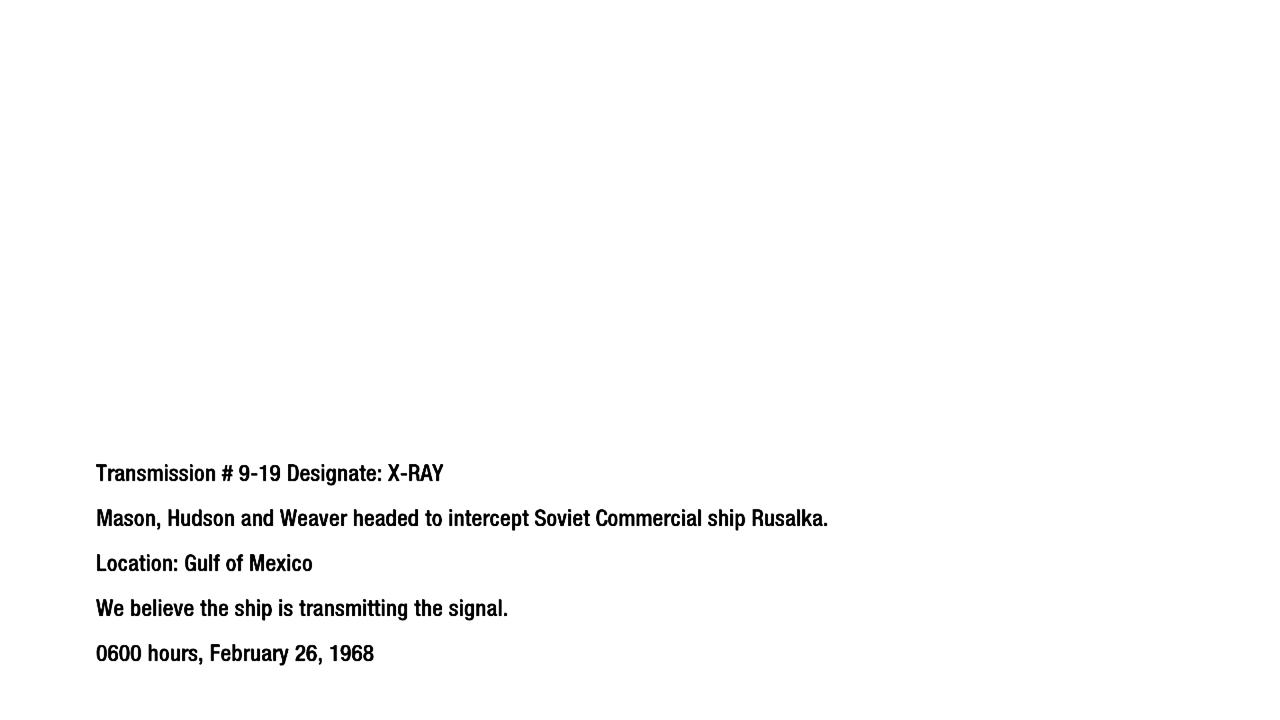 Transmission # 9-19 Designate: X-RAY
Mason, Hudson and Weaver headed to intercept Soviet Commercial ship Rusalka.
Location: Gulf of Mexico
We believe the ship is transmitting the signal.
0600 hours, February 26, 1968